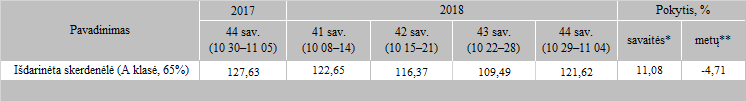 Pavadinimas 2017 2018 Pokytis, %
44 sav. (10 30–11 05) 41 sav. (10 08–14) 42 sav. (10 15–21) 43 sav. (10 22–28) 44 sav. (10 29–11 04) savaitės* metų**
Išdarinėta skerdenėlė (A klasė, 65%) 127,63 122,65 116,37 109,49 121,62 11,08 -4,71